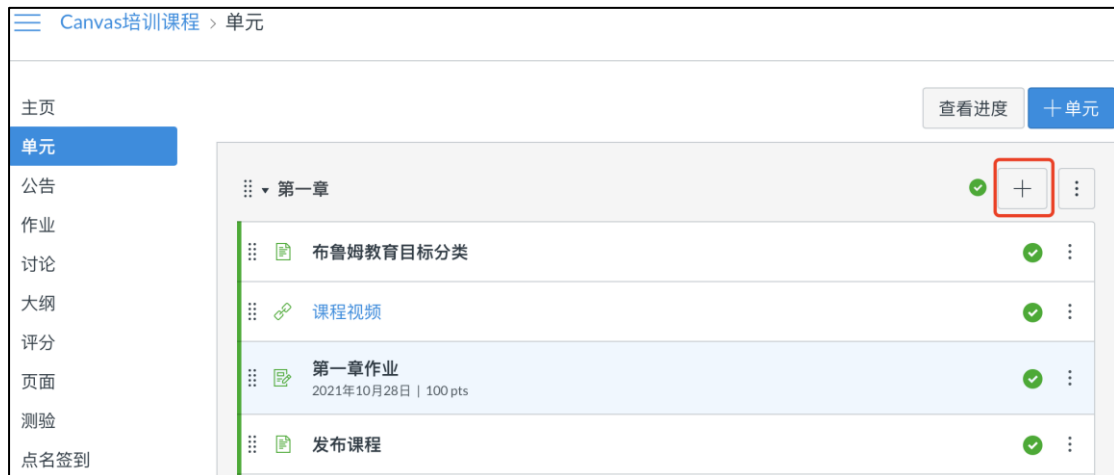 Canvas培训课程 > 单元
查看进度
+单元
主页
单元
公告
作业
讨论
大纲
评分
页面
测验
点名签到
第一章
布鲁姆教育目标分类
课程视频
第一章作业
2021年10月28日 | 100 pts
发布课程